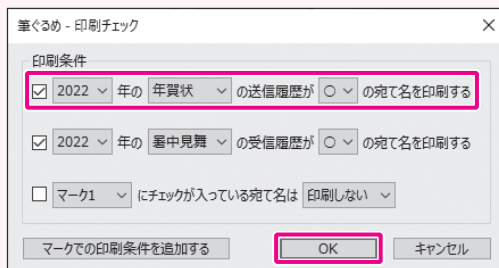 筆ぐるめ - 印刷チェック
印刷条件
2022 年の 年賀状 の送信履歴が ○ の宛て名を印刷する
2022 年の 暑中見舞 の受信履歴が ○ の宛て名を印刷する
マーク1 にチェックが入っている宛て名は 印刷しない
マークでの印刷条件を追加する OK キャンセル